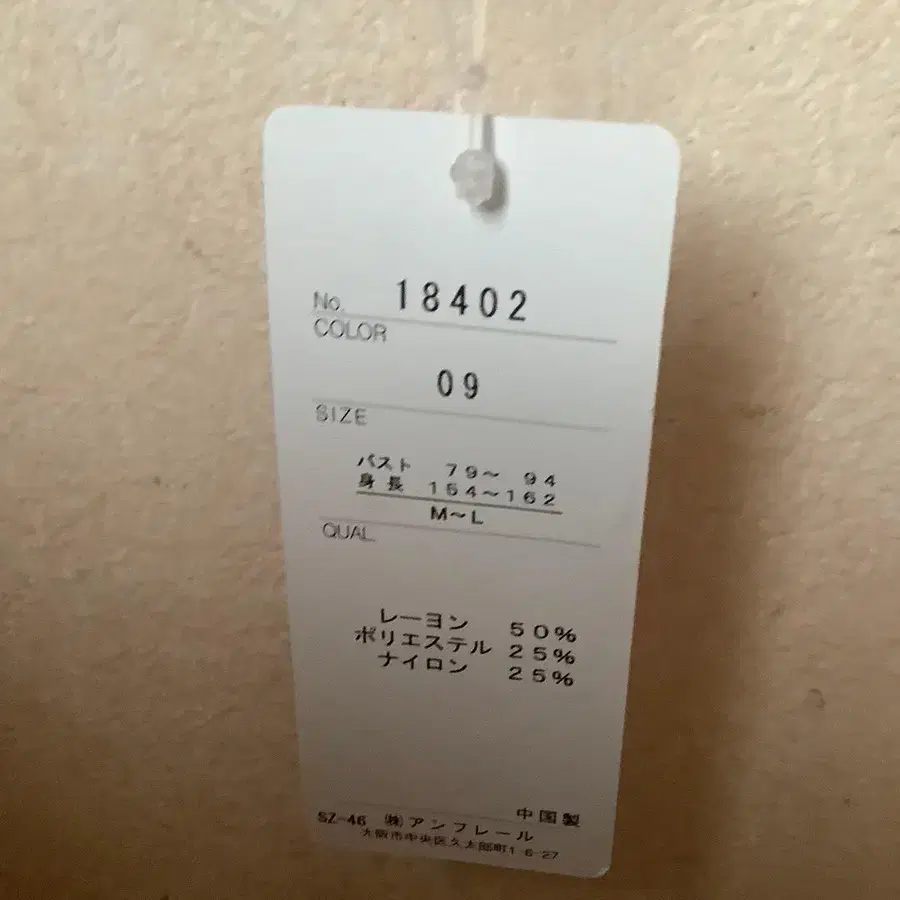 No. 18402
COLOR
09
SIZE
バスト 79～ 94
身長 154～162
M～L
QUAL
レーヨン 50%
ポリエステル 25%
ナイロン 25%
中国製
SZ-46 ㈱アンフレール
大阪市中央区久太郎町1-6-27